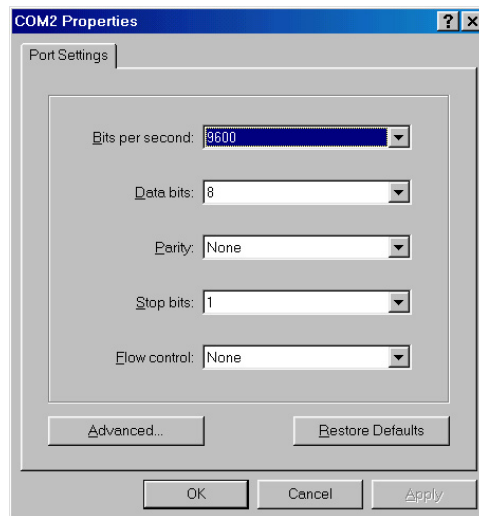 COM2 Properties
Port Settings
Bits per second: 9600
Data bits: 8
Parity: None
Stop bits: 1
Flow control: None
Advanced... Restore Defaults
OK Cancel Apply